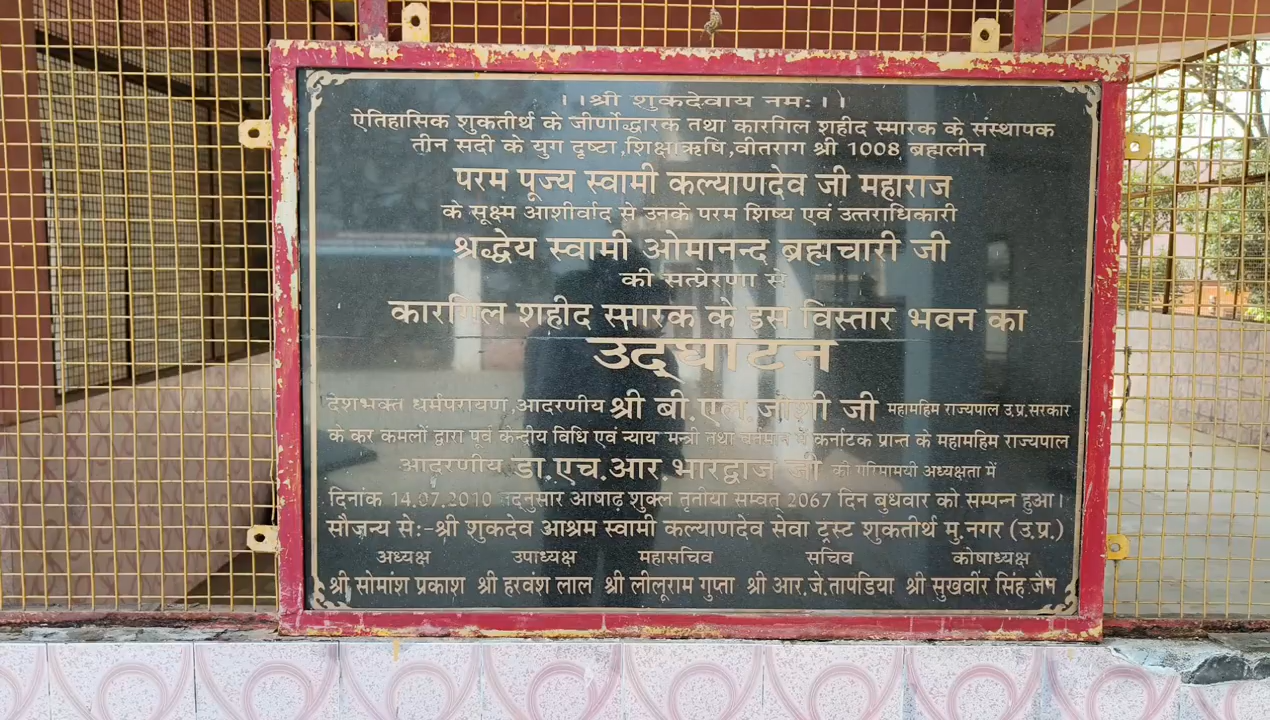 ।।श्री शुकदेवाय नमः।।
ऐतिहासिक शुकतीर्थ के जीर्णोद्धारक तथा कारगिल शहीद स्मारक के संस्थापक
तीन सदी के युग दृष्टा,शिक्षाऋषि,वीतराग श्री 1008 ब्रह्मलीन
परम पूज्य स्वामी कल्याणदेव जी महाराज
के सूक्ष्म आशीर्वाद से उनके परम शिष्य एवं उत्तराधिकारी
श्रद्धेय स्वामी ओमानन्द ब्रह्मचारी जी
की सत्प्रेरणा से
कारगिल शहीद स्मारक के इस विस्तार भवन का
उद्घाटन
देशभक्त धर्मपरायण,आदरणीय श्री बी.एल.जोशी जी महामहिम राज्यपाल उ.प्र.सरकार
के कर कमलों द्वारा पूर्व केन्द्रीय विधि एवं न्याय मन्त्री तथा वर्तमान में कर्नाटक प्रान्त के महामहिम राज्यपाल
आदरणीय डा.एच.आर.भारद्वाज जी की गरिमामयी अध्यक्षता में
दिनांक 14.07.2010 तद्नुसार आषाढ़ शुक्ल तृतीया सम्वत् 2067 दिन बुधवार को सम्पन्न हुआ।
सौजन्य से:-श्री शुकदेव आश्रम स्वामी कल्याणदेव सेवा ट्रस्ट शुकतीर्थ मु.नगर (उ.प्र.)
अध्यक्ष उपाध्यक्ष महासचिव सचिव कोषाध्यक्ष
श्री सोमांश प्रकाश श्री हरवंश लाल श्री लीलूराम गुप्ता श्री आर.जे.तापडिया श्री सुखवीर सिंह जैन